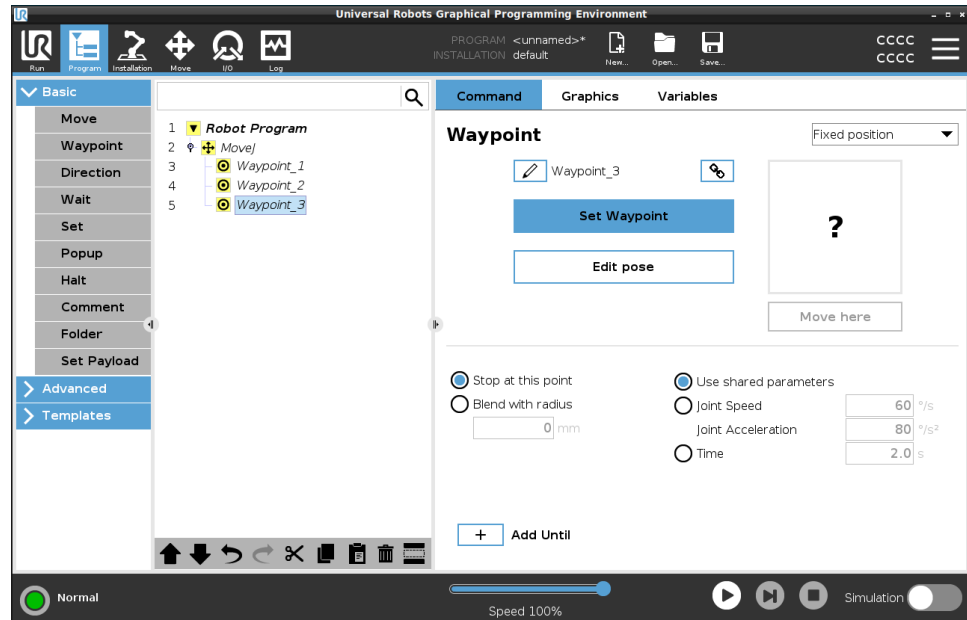 UR
Universal Robots Graphical Programming Environment
UR
Run
Program
Installation
Move
I/O
Log
PROGRAM <unnamed>*
INSTALLATION default
New...
Open...
Save...
CCCC
CCCC
Basic
Move
Waypoint
Direction
Wait
Set
Popup
Halt
Comment
Folder
Set Payload
Advanced
Templates
1 Robot Program
2 MoveJ
3 Waypoint_1
4 Waypoint_2
5 Waypoint_3
Command Graphics Variables
Waypoint
Fixed position
Waypoint_3
Set Waypoint
Edit pose
?
Move here
Stop at this point
Blend with radius
0 mm
Use shared parameters
Joint Speed 60 °/s
Joint Acceleration 80 °/s²
Time 2.0 s
+ Add Until
Normal
Speed 100%
Simulation